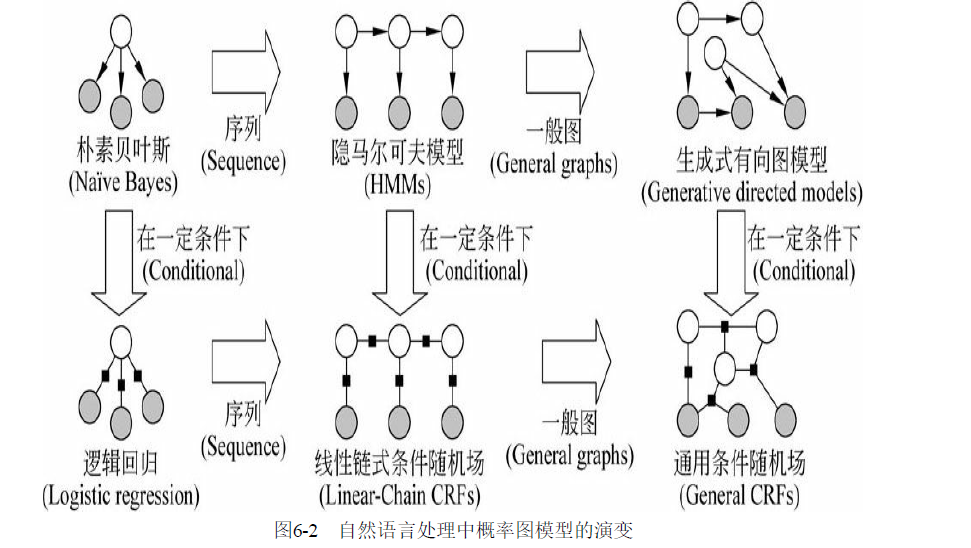 朴素贝叶斯
(Naïve Bayes)
序列
(Sequence)
隐马尔可夫模型
(HMMs)
一般图
(General graphs)
生成式有向图模型
(Generative directed models)
在一定条件下
(Conditional)
在一定条件下
(Conditional)
在一定条件下
(Conditional)
逻辑回归
(Logistic regression)
序列
(Sequence)
线性链式条件随机场
(Linear-Chain CRFs)
一般图
(General graphs)
通用条件随机场
(General CRFs)
图6-2 自然语言处理中概率图模型的演变